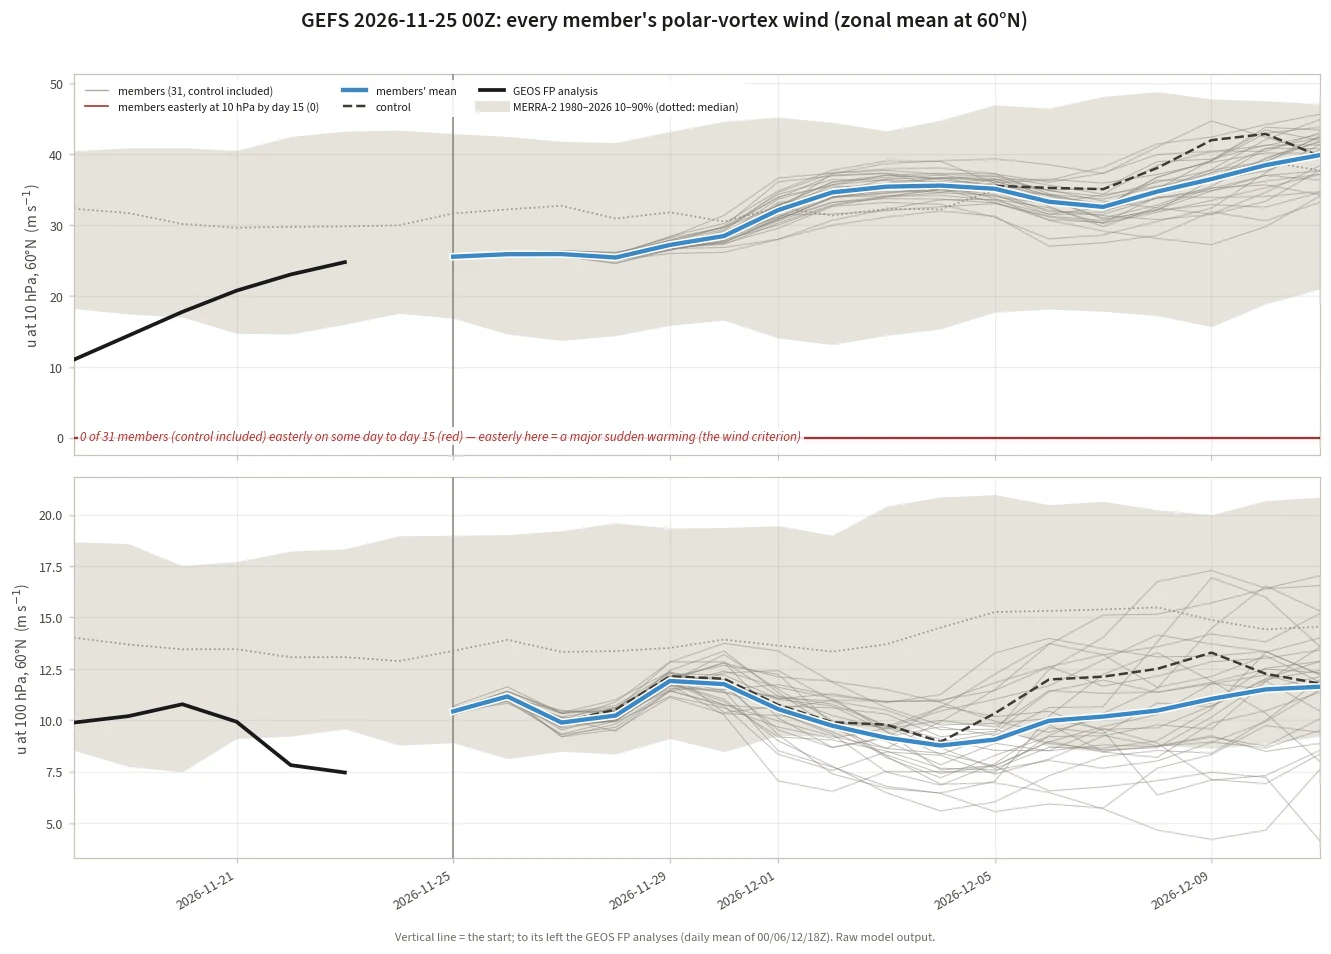 GEFS 2026-11-25 00Z: every member's polar-vortex wind (zonal mean at 60°N)
members (31, control included)
members easterly at 10 hPa by day 15 (0)
members' mean
control
GEOS FP analysis
MERRA-2 1980–2026 10–90% (dotted: median)
u at 10 hPa, 60°N (m s⁻¹)
50
40
30
20
10
0
0 of 31 members (control included) easterly on some day to day 15 (red) — easterly here = a major sudden warming (the wind criterion)
u at 100 hPa, 60°N (m s⁻¹)
20.0
17.5
15.0
12.5
10.0
7.5
5.0
2026-11-21
2026-11-25
2026-11-29
2026-12-01
2026-12-05
2026-12-09
Vertical line = the start; to its left the GEOS FP analyses (daily mean of 00/06/12/18Z). Raw model output.